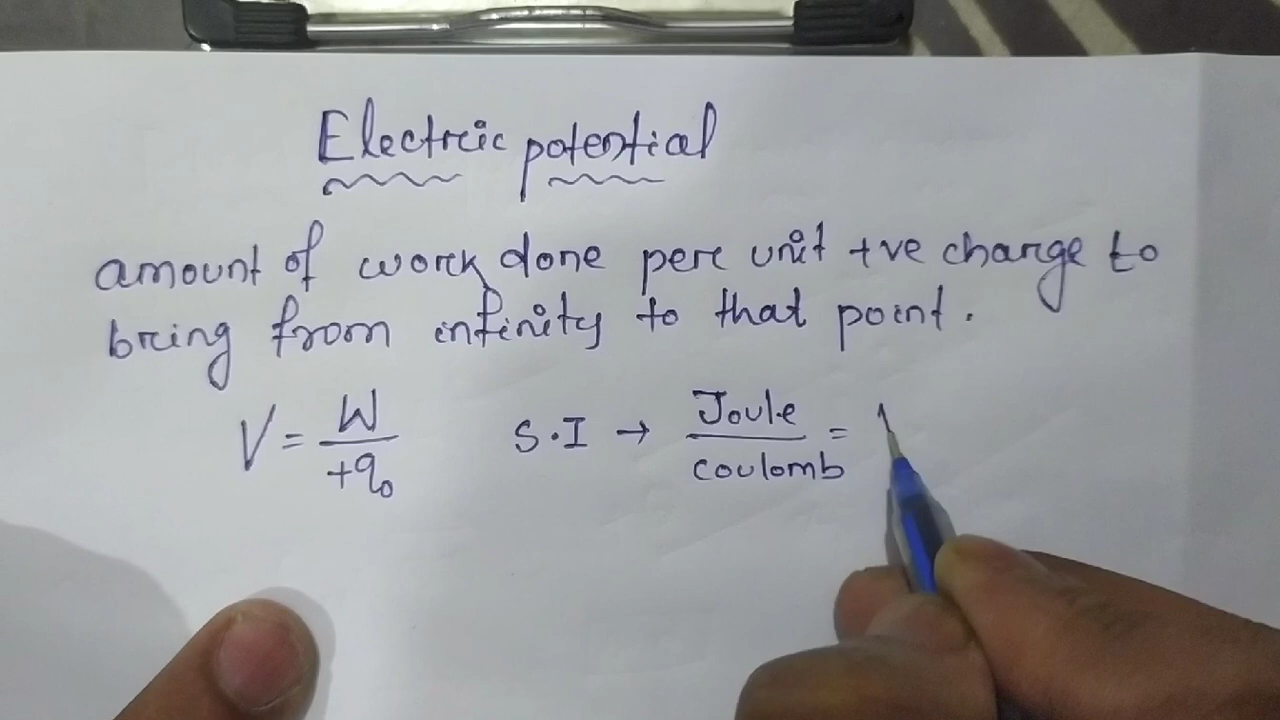 Electric potential
amount of work done per unit +ve charge to
bring from infinity to that point.
V = W / +q₀ S.I → Joule / coulomb =